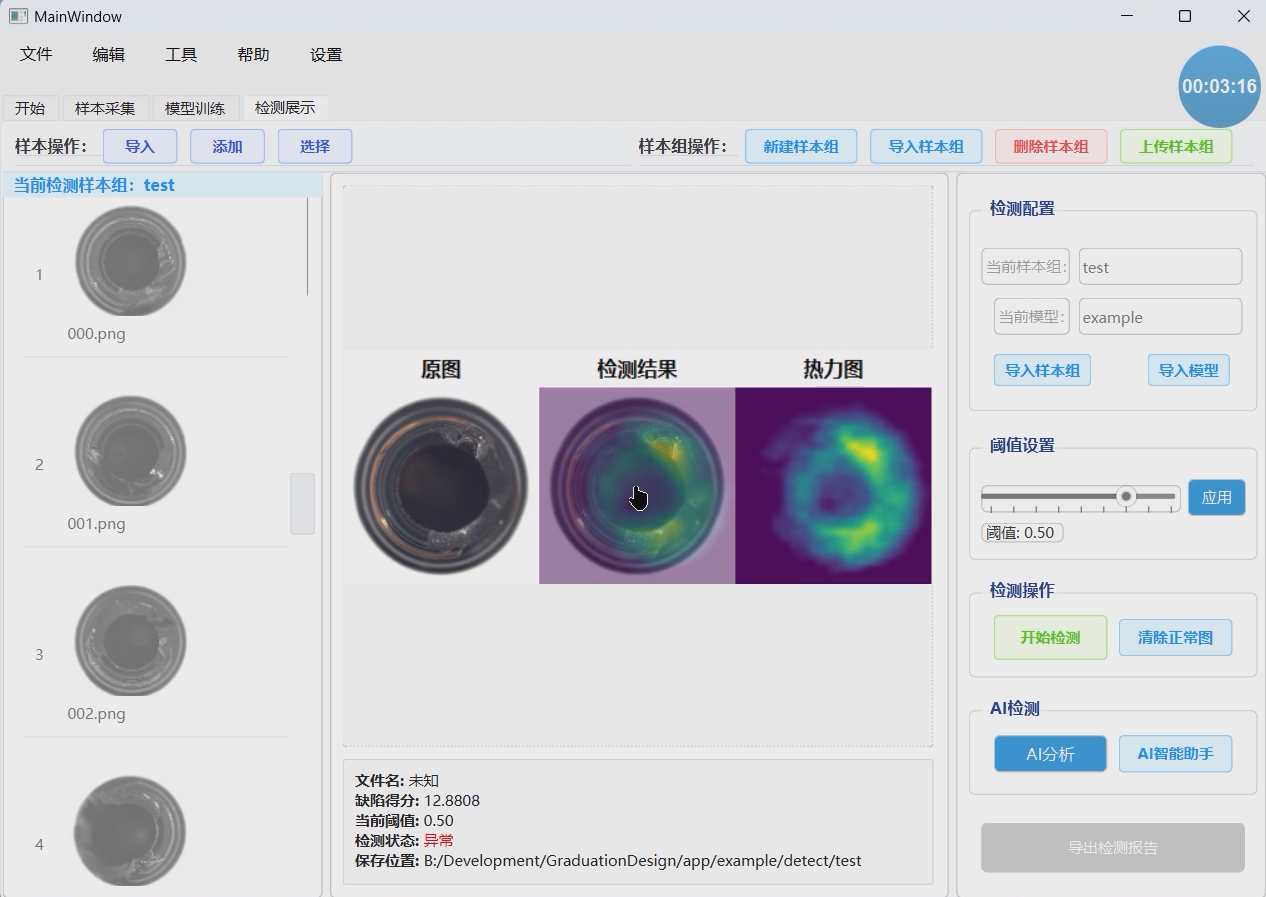 MainWindow
文件 编辑 工具 帮助 设置
00:03:16
开始 样本采集 模型训练 检测展示
样本操作: 导入 添加 选择 样本组操作: 新建样本组 导入样本组 删除样本组 上传样本组
当前检测样本组: test
1
000.png
2
001.png
3
002.png
4
原图 检测结果 热力图
文件名: 未知
缺陷得分: 12.8808
当前阈值: 0.50
检测状态: 异常
保存位置: B:/Development/GraduationDesign/app/example/detect/test
检测配置
当前样本组: test
当前模型: example
导入样本组 导入模型
阈值设置
应用
阈值: 0.50
检测操作
开始检测 清除正常图
AI检测
AI分析 AI智能助手
导出检测报告